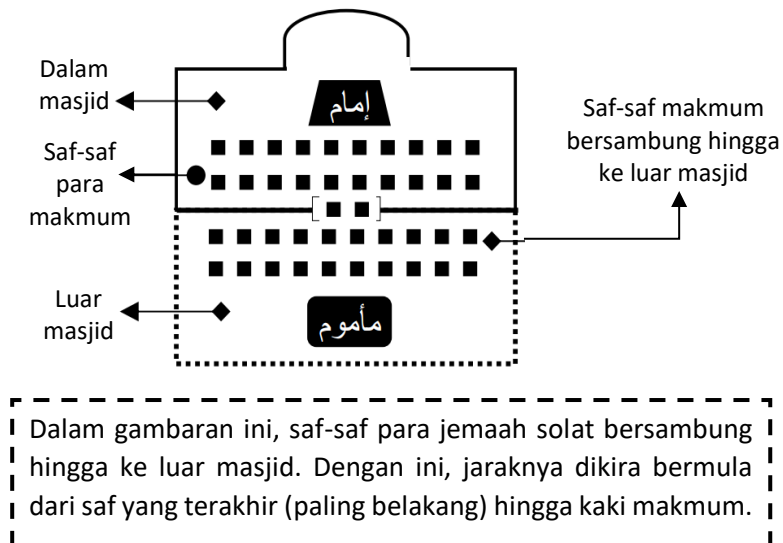 Dalam
masjid
إمام
Saf-saf makmum
bersambung hingga
ke luar masjid
Saf-saf
para
makmum
Luar
masjid
مأموم
Dalam gambaran ini, saf-saf para jemaah solat bersambung
hingga ke luar masjid. Dengan ini, jaraknya dikira bermula
dari saf yang terakhir (paling belakang) hingga kaki makmum.